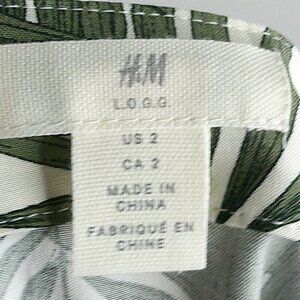 H&M
L.O.G.G.
US 2
CA 2
MADE IN
CHINA
FABRIQUÉ EN
CHINE